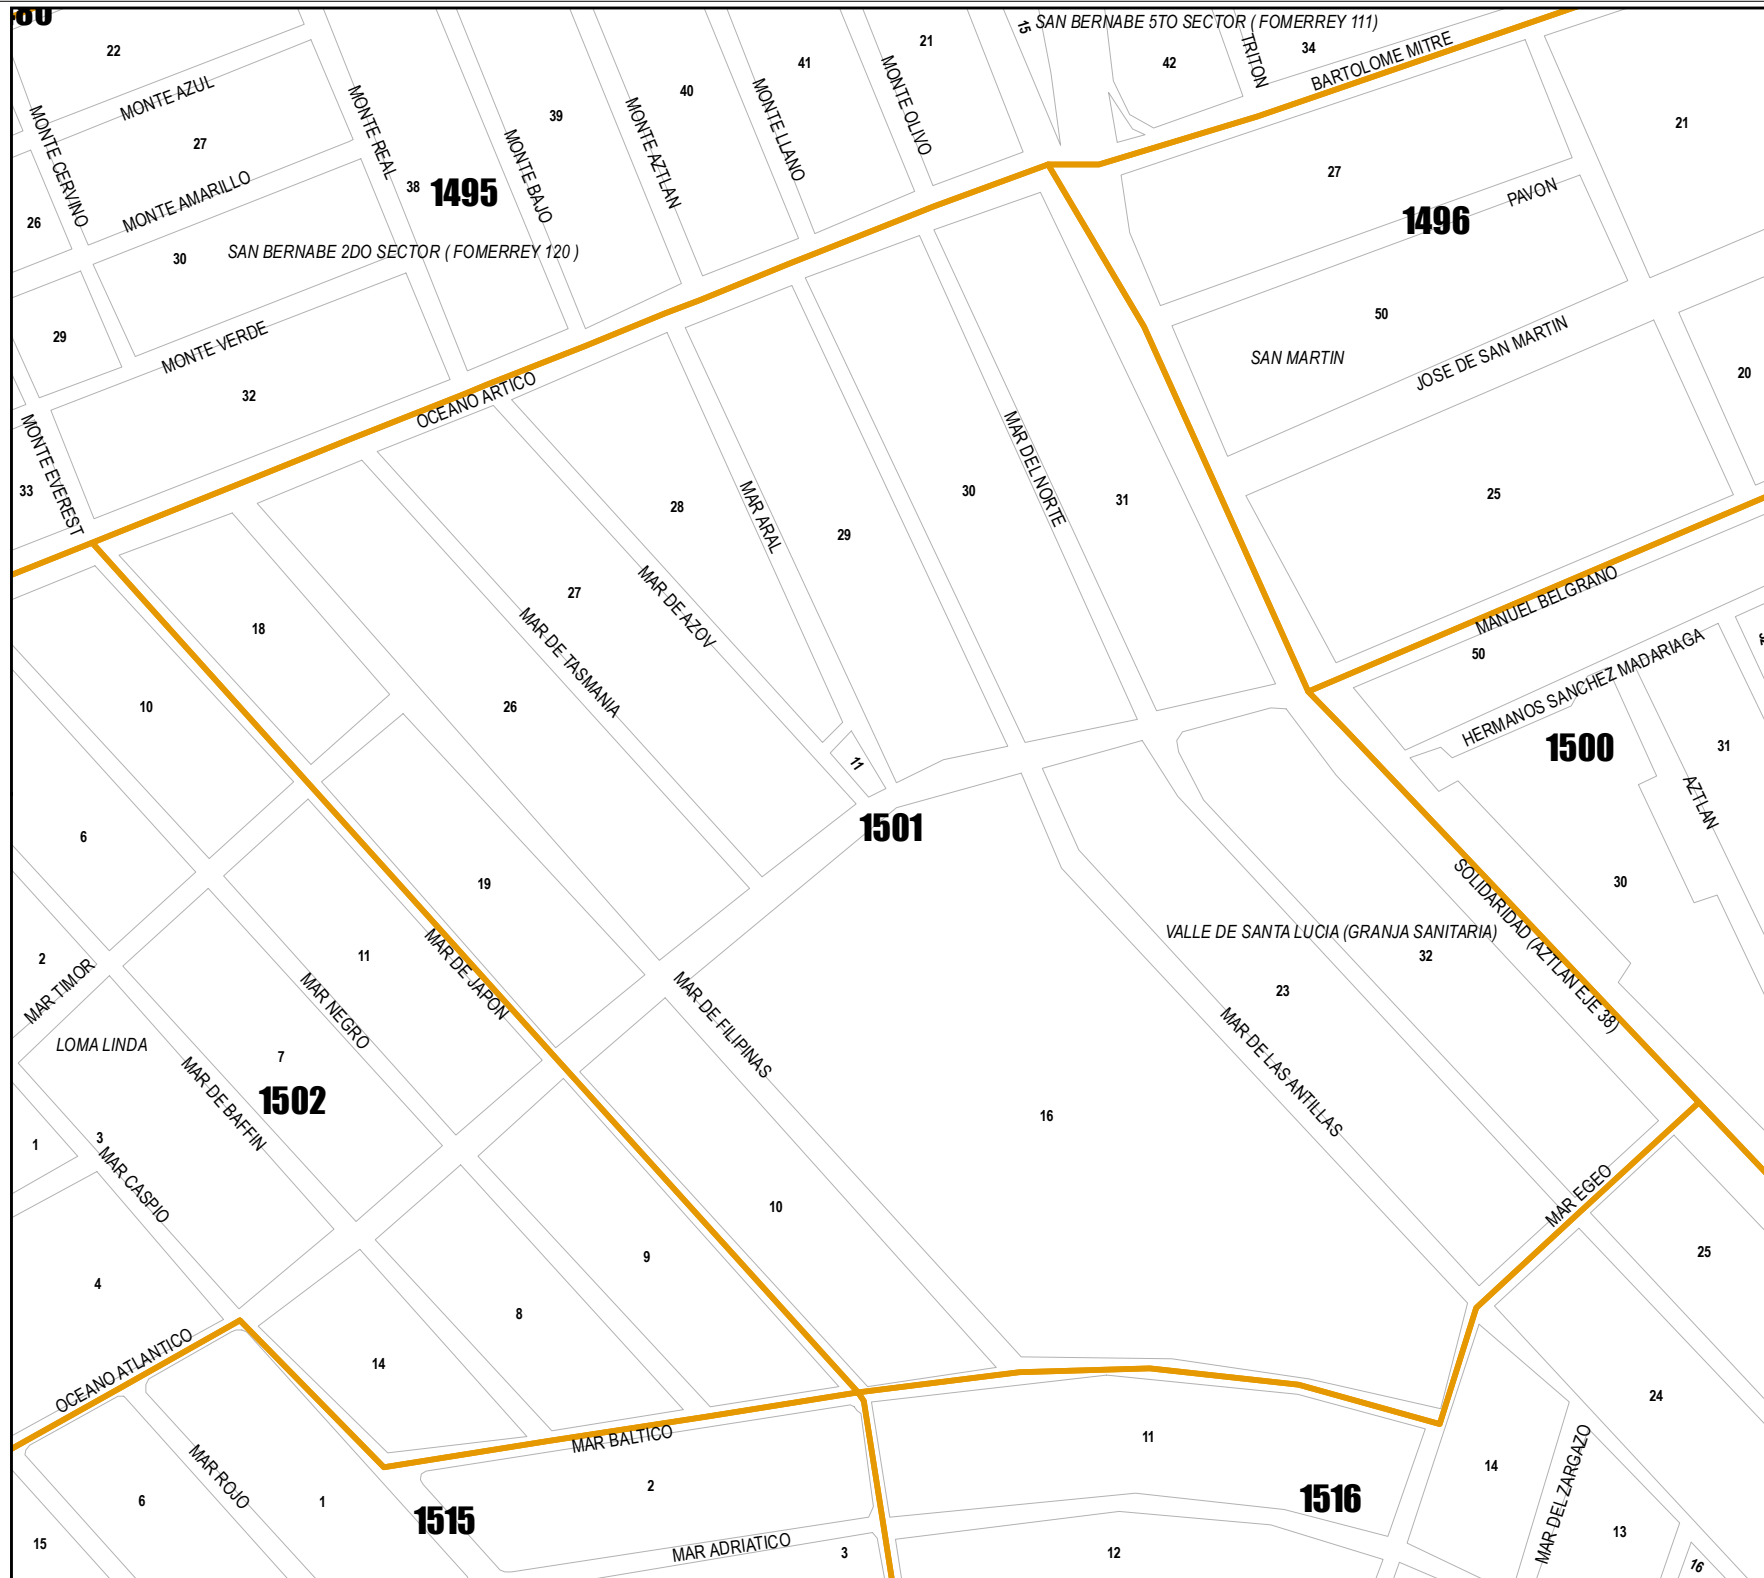 SAN BERNABE 5TO SECTOR ( FOMERREY 111)
15
22
21
41
42
34
TRITON
BARTOLOME MITRE
MONTE AZUL
MONTE CERVINO
MONTE REAL
MONTE BAJO
MONTE AZTLAN
MONTE LLANO
MONTE OLIVO
40
39
27
21
27
38
1495
MONTE AMARILLO
26
30
SAN BERNABE 2DO SECTOR ( FOMERREY 120 )
PAVON
1496
50
29
MONTE VERDE
SAN MARTIN
JOSE DE SAN MARTIN
20
32
OCEANO ARTICO
MONTE EVEREST
33
MAR DEL NORTE
MAR ARAL
28
29
30
31
25
27
MAR DE AZOV
MAR DE TASMANIA
18
26
10
MANUEL BELGRANO
50
HERMANOS SANCHEZ MADARIAGA
1500
31
AZTLAN
11
1501
6
19
30
SOLIDARIDAD (AZTLAN EJE 38)
VALLE DE SANTA LUCIA (GRANJA SANITARIA)
32
23
2
11
MAR TIMOR
MAR NEGRO
MAR DE JAPON
MAR DE FILIPINAS
MAR DE LAS ANTILLAS
LOMA LINDA
7
MAR DE BAFFIN
1502
16
1
3
MAR CASPIO
MAR EGEO
10
9
25
4
8
14
OCEANO ATLANTICO
24
MAR BALTICO
11
MAR ROJO
14
MAR DEL ZARGAZO
2
6
1
1515
1516
13
15
MAR ADRIATICO
3
12
16